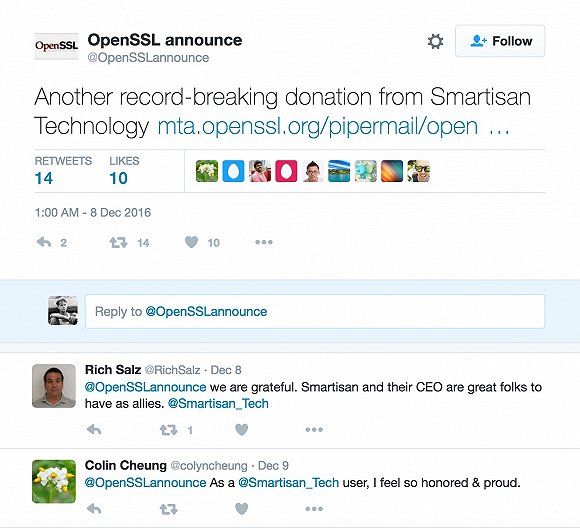 OpenSSL
OpenSSL announce
@OpenSSLannounce
Follow
Another record-breaking donation from Smartisan
Technology mta.openssl.org/pipermail/open …
RETWEETS LIKES
14 10
1:00 AM - 8 Dec 2016
2 14 10 •••
Reply to @OpenSSLannounce
Rich Salz @RichSalz · Dec 8
@OpenSSLannounce we are grateful. Smartisan and their CEO are great folks to
have as allies. @Smartisan_Tech
1 •••
Colin Cheung @colyncheung · Dec 9
@OpenSSLannounce As a @Smartisan_Tech user, I feel so honored & proud.
•••